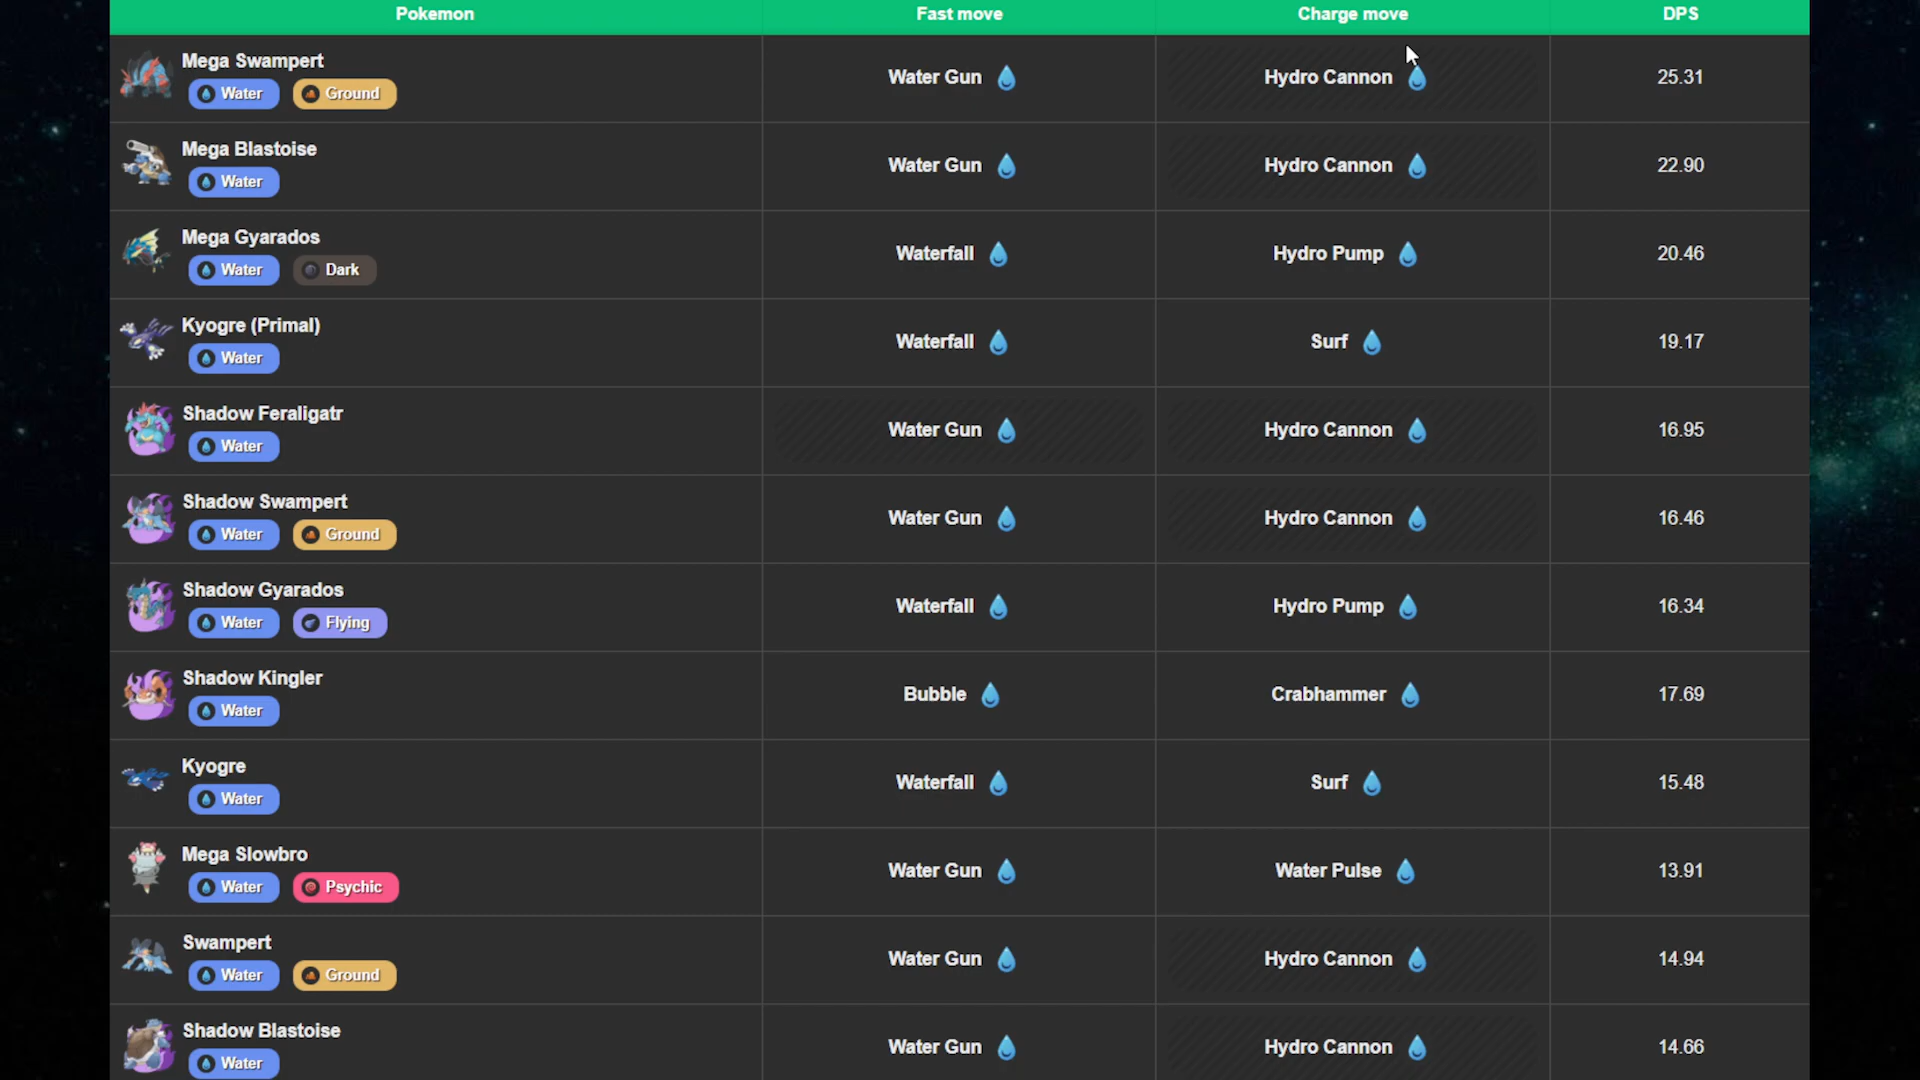 Pokemon Fast move Charge move DPS
Mega Swampert
Water Ground
Water Gun Hydro Cannon 25.31
Mega Blastoise
Water
Water Gun Hydro Cannon 22.90
Mega Gyarados
Water Dark
Waterfall Hydro Pump 20.46
Kyogre (Primal)
Water
Waterfall Surf 19.17
Shadow Feraligatr
Water
Water Gun Hydro Cannon 16.95
Shadow Swampert
Water Ground
Water Gun Hydro Cannon 16.46
Shadow Gyarados
Water Flying
Waterfall Hydro Pump 16.34
Shadow Kingler
Water
Bubble Crabhammer 17.69
Kyogre
Water
Waterfall Surf 15.48
Mega Slowbro
Water Psychic
Water Gun Water Pulse 13.91
Swampert
Water Ground
Water Gun Hydro Cannon 14.94
Shadow Blastoise
Water
Water Gun Hydro Cannon 14.66